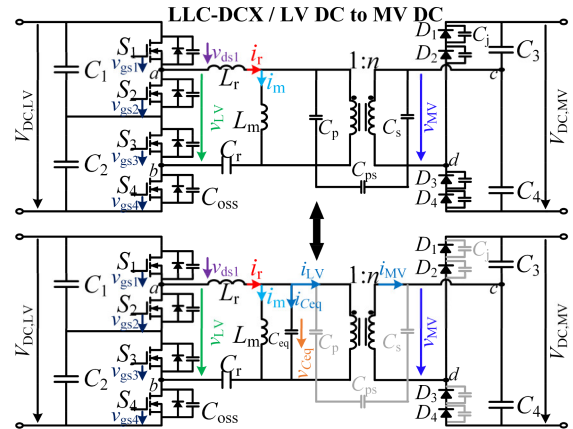 LLC-DCX / LV DC to MV DC
S1 vgs1 a vds1 Lr ir im 1:n D1 Cj D2 C3 c
C1 S2 vgs2 vLV Lm Cp Cs vMV
VDC,LV VDC,MV
S3 vgs3 Cr Cps d
C2 b S4 vgs4 Coss D3 D4 C4
S1 vgs1 a vds1 Lr ir im iLV iCeq 1:n iMV D1 Cj D2 C3 c
C1 S2 vgs2 vLV Lm Ceq Cp Cs vMV
VDC,LV VDC,MV
S3 vgs3 Cr vCeq Cps d
C2 b S4 vgs4 Coss D3 D4 C4